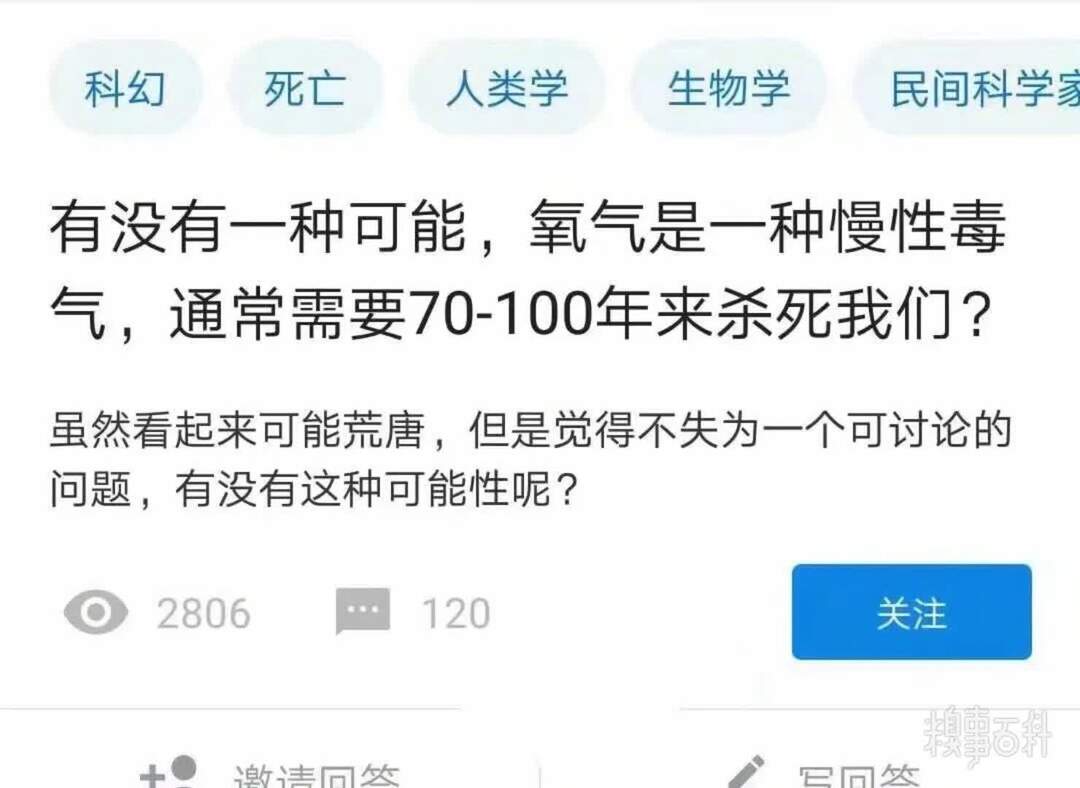 科幻 死亡 人类学 生物学 民间科学家
有没有一种可能，氧气是一种慢性毒
气，通常需要70-100年来杀死我们？
虽然看起来可能荒唐，但是觉得不失为一个可讨论的
问题，有没有这种可能性呢？
2806 120 关注
糗事百科
邀请回答 写回答